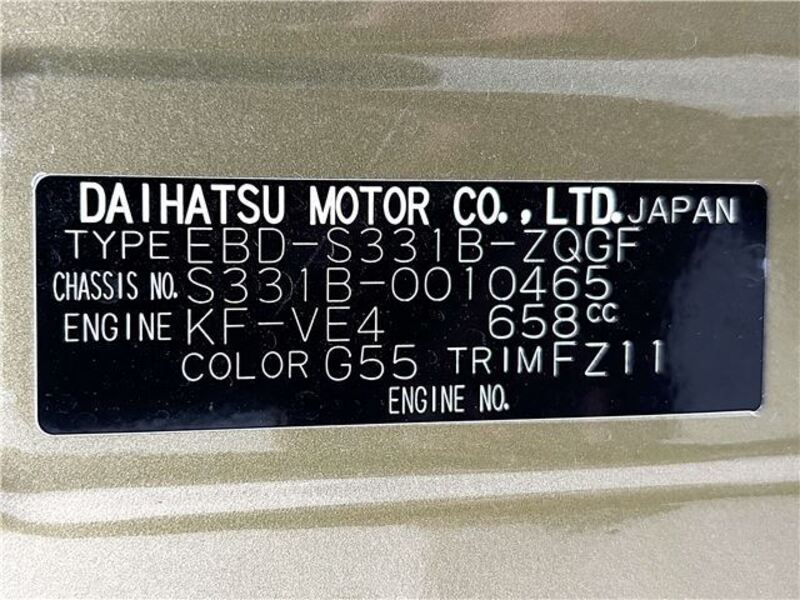 DAIHATSU MOTOR CO., LTD. JAPAN
TYPE EBD-S331B-ZQGF
CHASSIS NO. S331B-0010465
ENGINE KF-VE4 658cc
COLOR G55 TRIM FZ11
ENGINE NO.